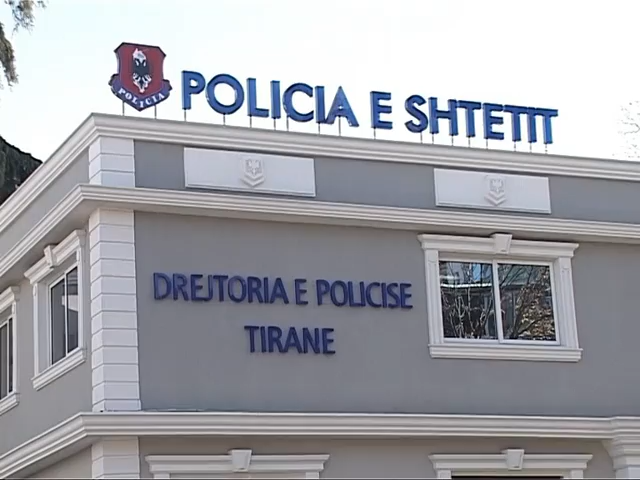 POLICIA
POLICIA E SHTETIT
DREJTORIA E POLICISE
TIRANE